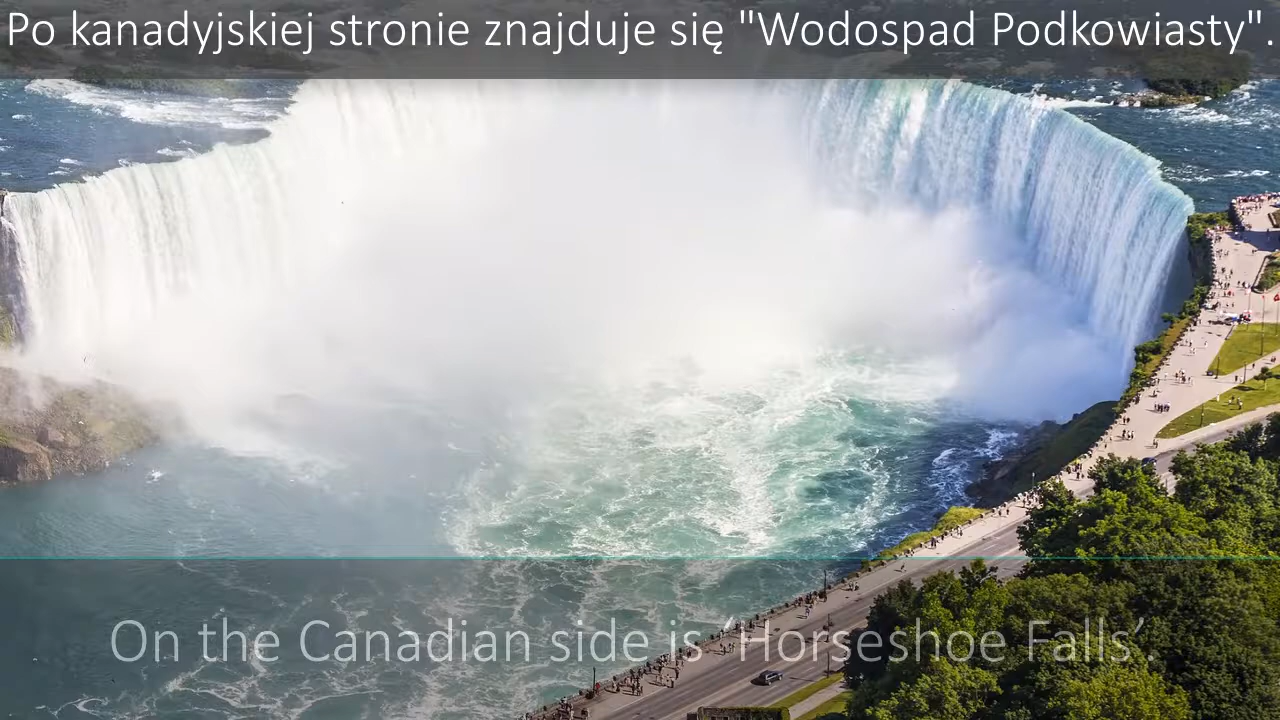 Po kanadyjskiej stronie znajduje się "Wodospad Podkowiasty".
On the Canadian side is ‘Horseshoe Falls’.